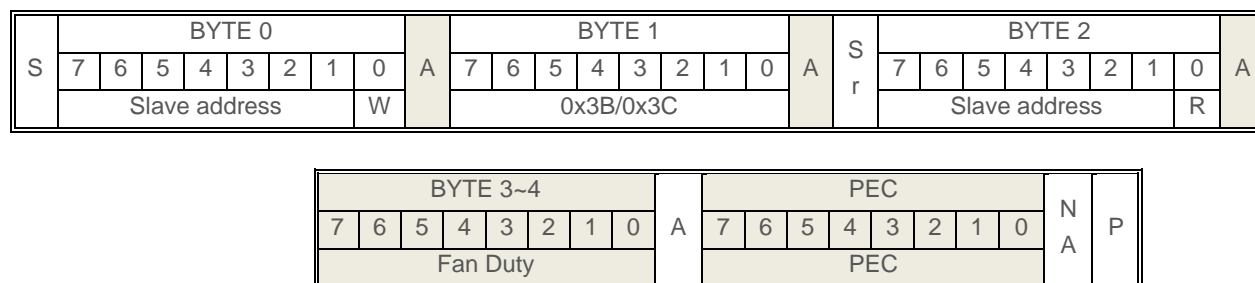 BYTE 0 BYTE 1 BYTE 2
S 7 6 5 4 3 2 1 0 A 7 6 5 4 3 2 1 0 A Sr 7 6 5 4 3 2 1 0 A
Slave address W 0x3B/0x3C Slave address R
BYTE 3~4 PEC
7 6 5 4 3 2 1 0 A 7 6 5 4 3 2 1 0 NA P
Fan Duty PEC